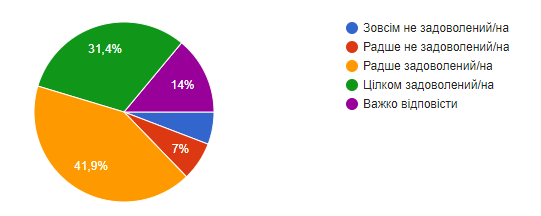 31,4%
14%
7%
41,9%
Зовсім не задоволений/на
Радше не задоволений/на
Радше задоволений/на
Цілком задоволений/на
Важко відповісти